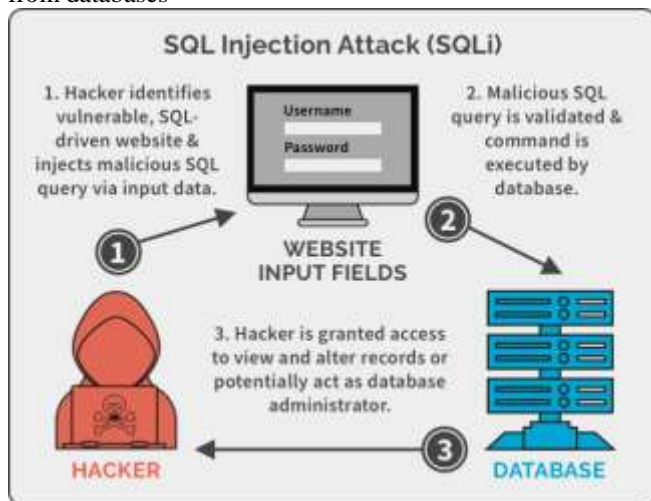 from databases
SQL Injection Attack (SQLi)
1. Hacker identifies
vulnerable, SQL-
driven website &
injects malicious SQL
query via input data.
Username
Password
2. Malicious SQL
query is validated &
command is
executed by
database.
1
2
WEBSITE
INPUT FIELDS
3. Hacker is granted access
to view and alter records or
potentially act as database
administrator.
3
HACKER
DATABASE